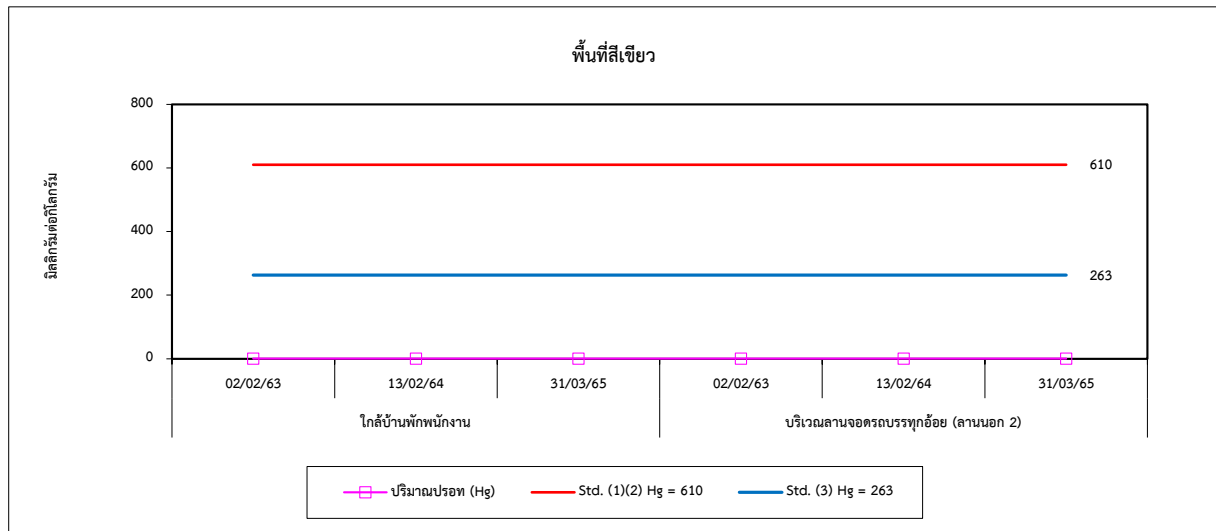 พื้นที่สีเขียว
มิลลิกรัมต่อกิโลกรัม
800
600
400
200
0
610
263
02/02/63 13/02/64 31/03/65 02/02/63 13/02/64 31/03/65
ใกล้บ้านพักพนักงาน บริเวณลานจอดรถบรรทุกอ้อย (ลานนอก 2)
ปริมาณปรอท (Hg) Std. (1)(2) Hg = 610 Std. (3) Hg = 263